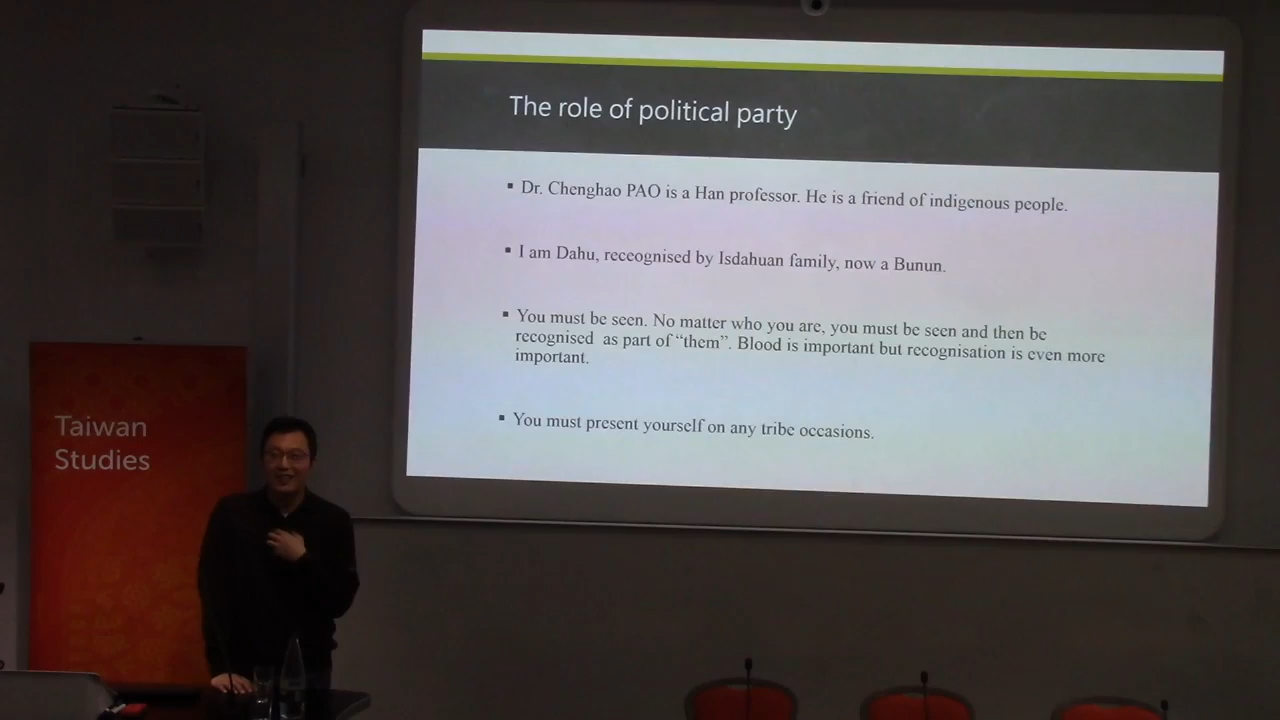 The role of political party
▪ Dr. Chenghao PAO is a Han professor. He is a friend of indigenous people.
▪ I am Dahu, receognised by Isdahuan family, now a Bunun.
▪ You must be seen. No matter who you are, you must be seen and then be
recognised as part of “them”. Blood is important but recognisation is even more
important.
▪ You must present yourself on any tribe occasions.
Taiwan
Studies